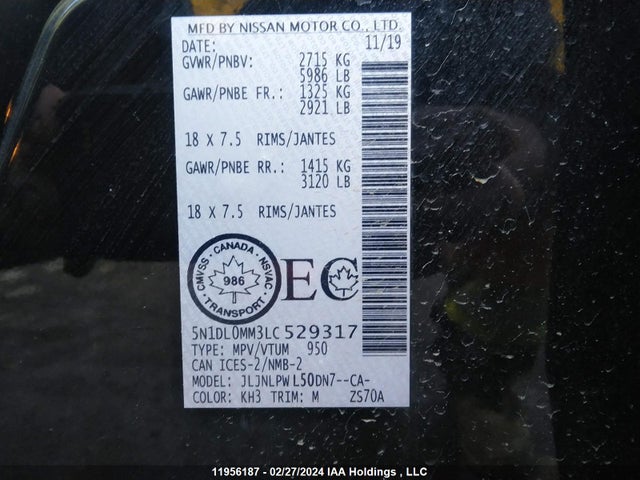 MFD BY NISSAN MOTOR CO., LTD.
DATE: 11/19
GVWR/PNBV: 2715 KG
5986 LB
GAWR/PNBE FR.: 1325 KG
2921 LB
18 X 7.5 RIMS/JANTES
GAWR/PNBE RR.: 1415 KG
3120 LB
18 X 7.5 RIMS/JANTES
CMVSS · CANADA · NSVAC
986
TRANSPORT
EC
5N1DL0MM3LC529317
TYPE: MPV/VTUM 950
CAN ICES-2/NMB-2
MODEL: JLJNLPW L50DN7--CA-
COLOR: KH3 TRIM: M ZS70A
11956187 - 02/27/2024 IAA Holdings , LLC